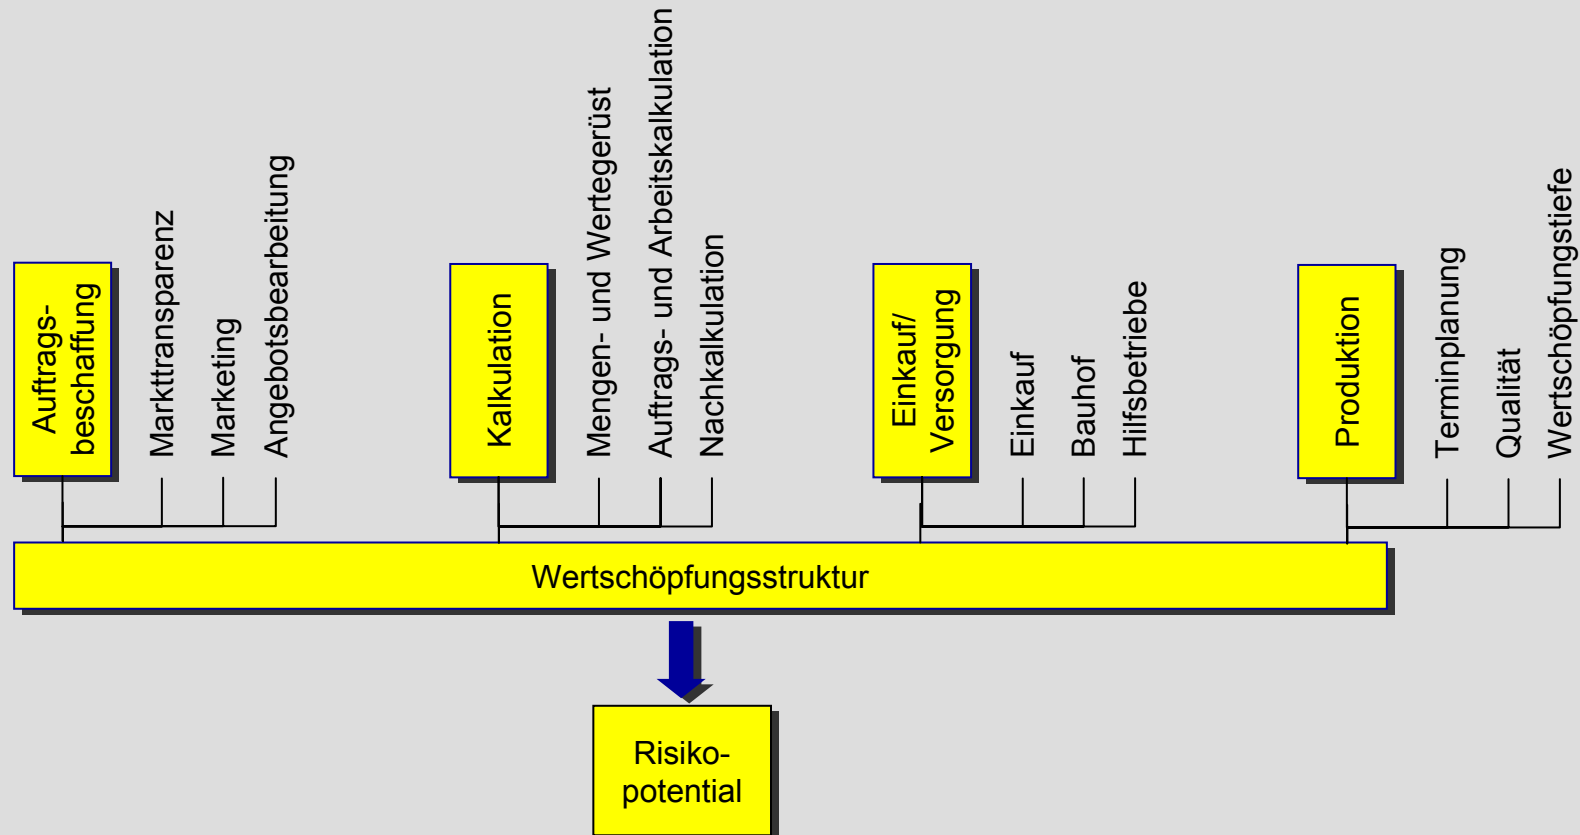 Auftrags-
beschaffung
Markttransparenz
Marketing
Angebotsbearbeitung
Kalkulation
Mengen- und Wertegerüst
Auftrags- und Arbeitskalkulation
Nachkalkulation
Einkauf/
Versorgung
Einkauf
Bauhof
Hilfsbetriebe
Produktion
Terminplanung
Qualität
Wertschöpfungstiefe
Wertschöpfungsstruktur
Risiko-
potential